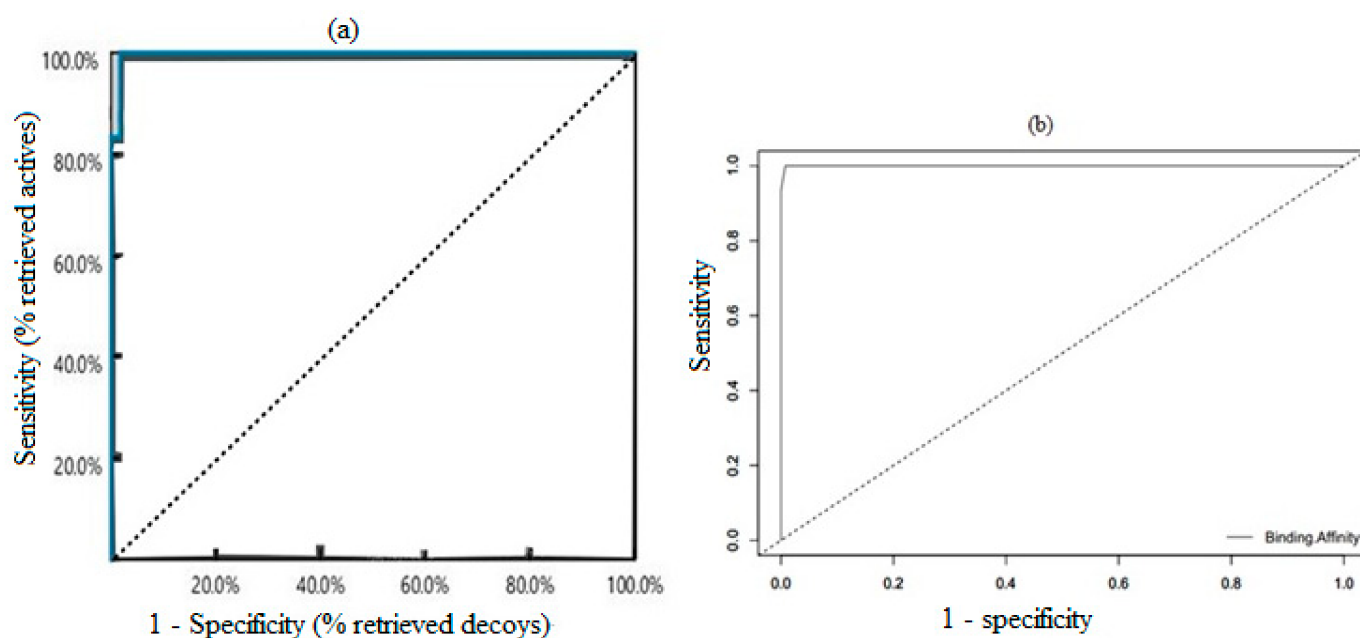 (a)
Sensitivity (% retrieved actives)
100.0%
80.0%
60.0%
40.0%
20.0%
20.0% 40.0% 60.0% 80.0% 100.0%
1 - Specificity (% retrieved decoys)
(b)
Sensitivity
1.0
0.8
0.6
0.4
0.2
0.0
Binding.Affinity
0.0 0.2 0.4 0.6 0.8 1.0
1 - specificity